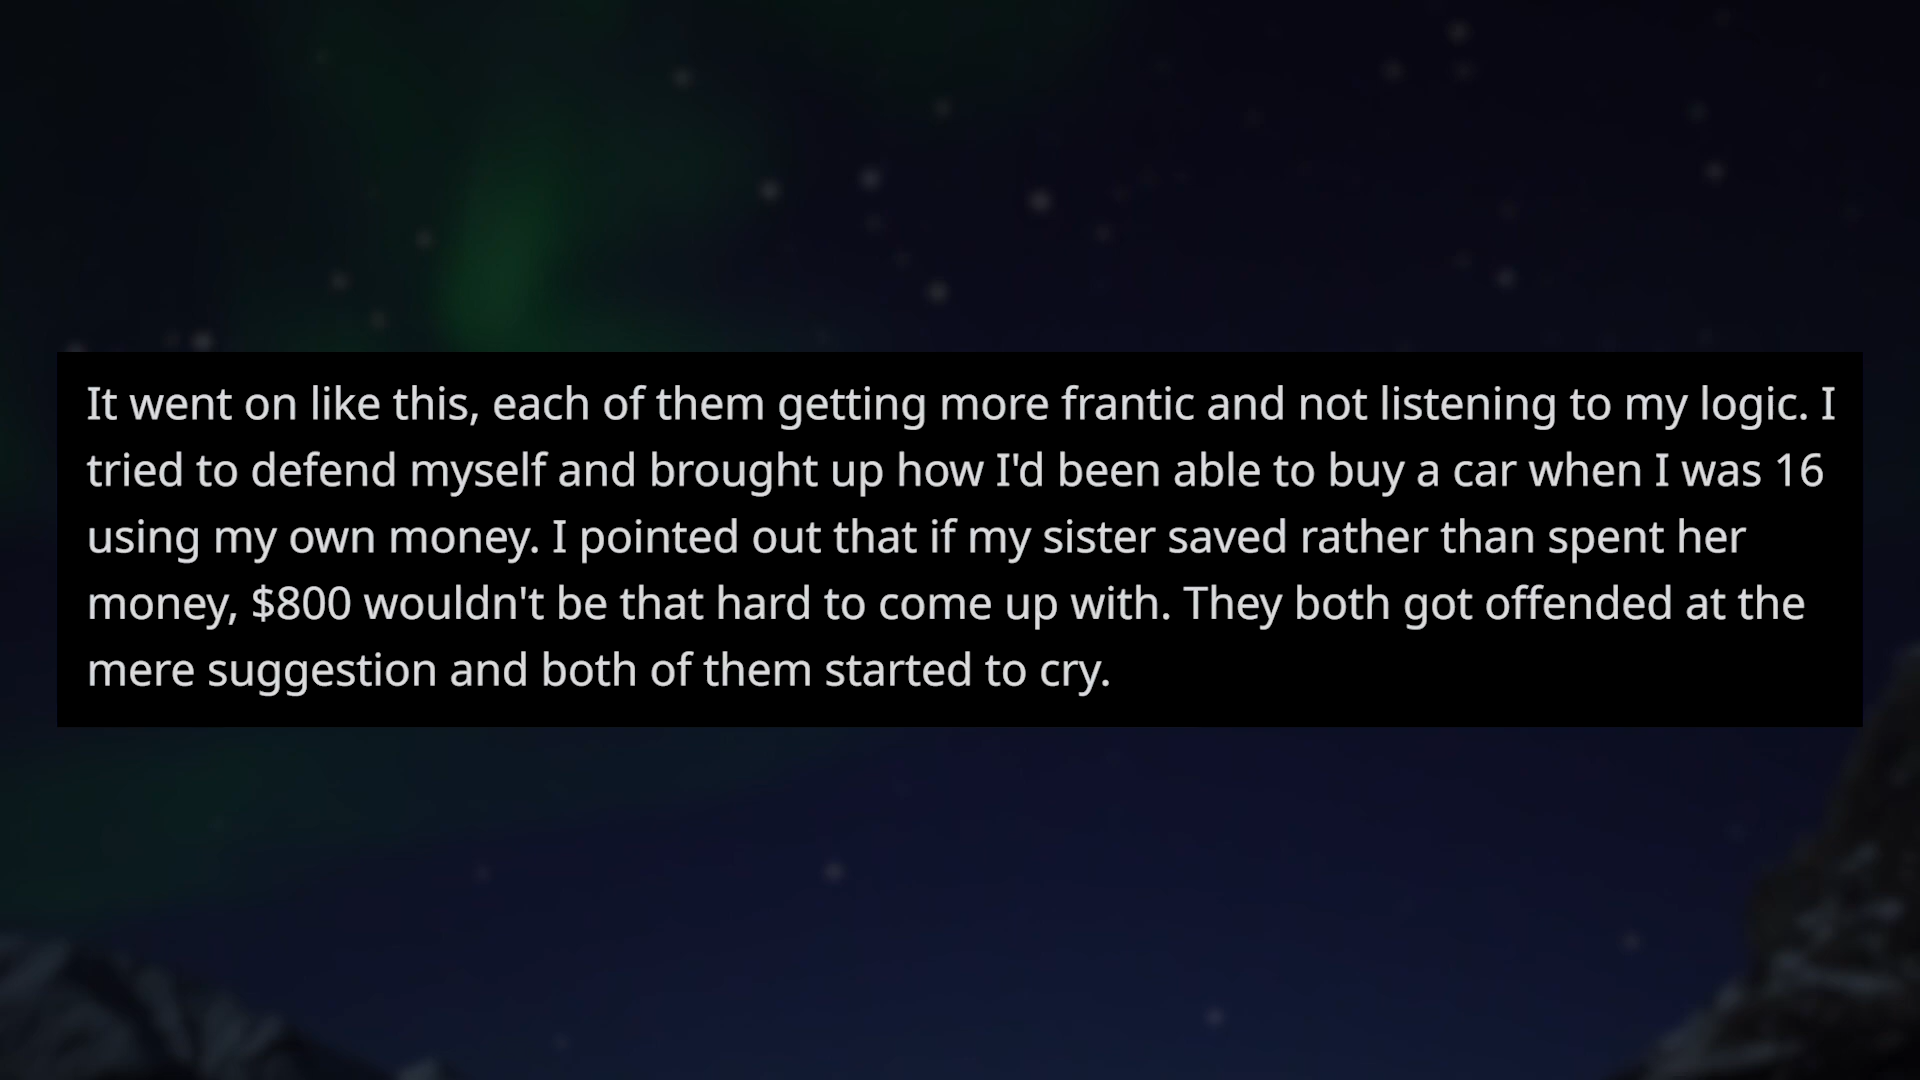 It went on like this, each of them getting more frantic and not listening to my logic. I
tried to defend myself and brought up how I'd been able to buy a car when I was 16
using my own money. I pointed out that if my sister saved rather than spent her
money, $800 wouldn't be that hard to come up with. They both got offended at the
mere suggestion and both of them started to cry.